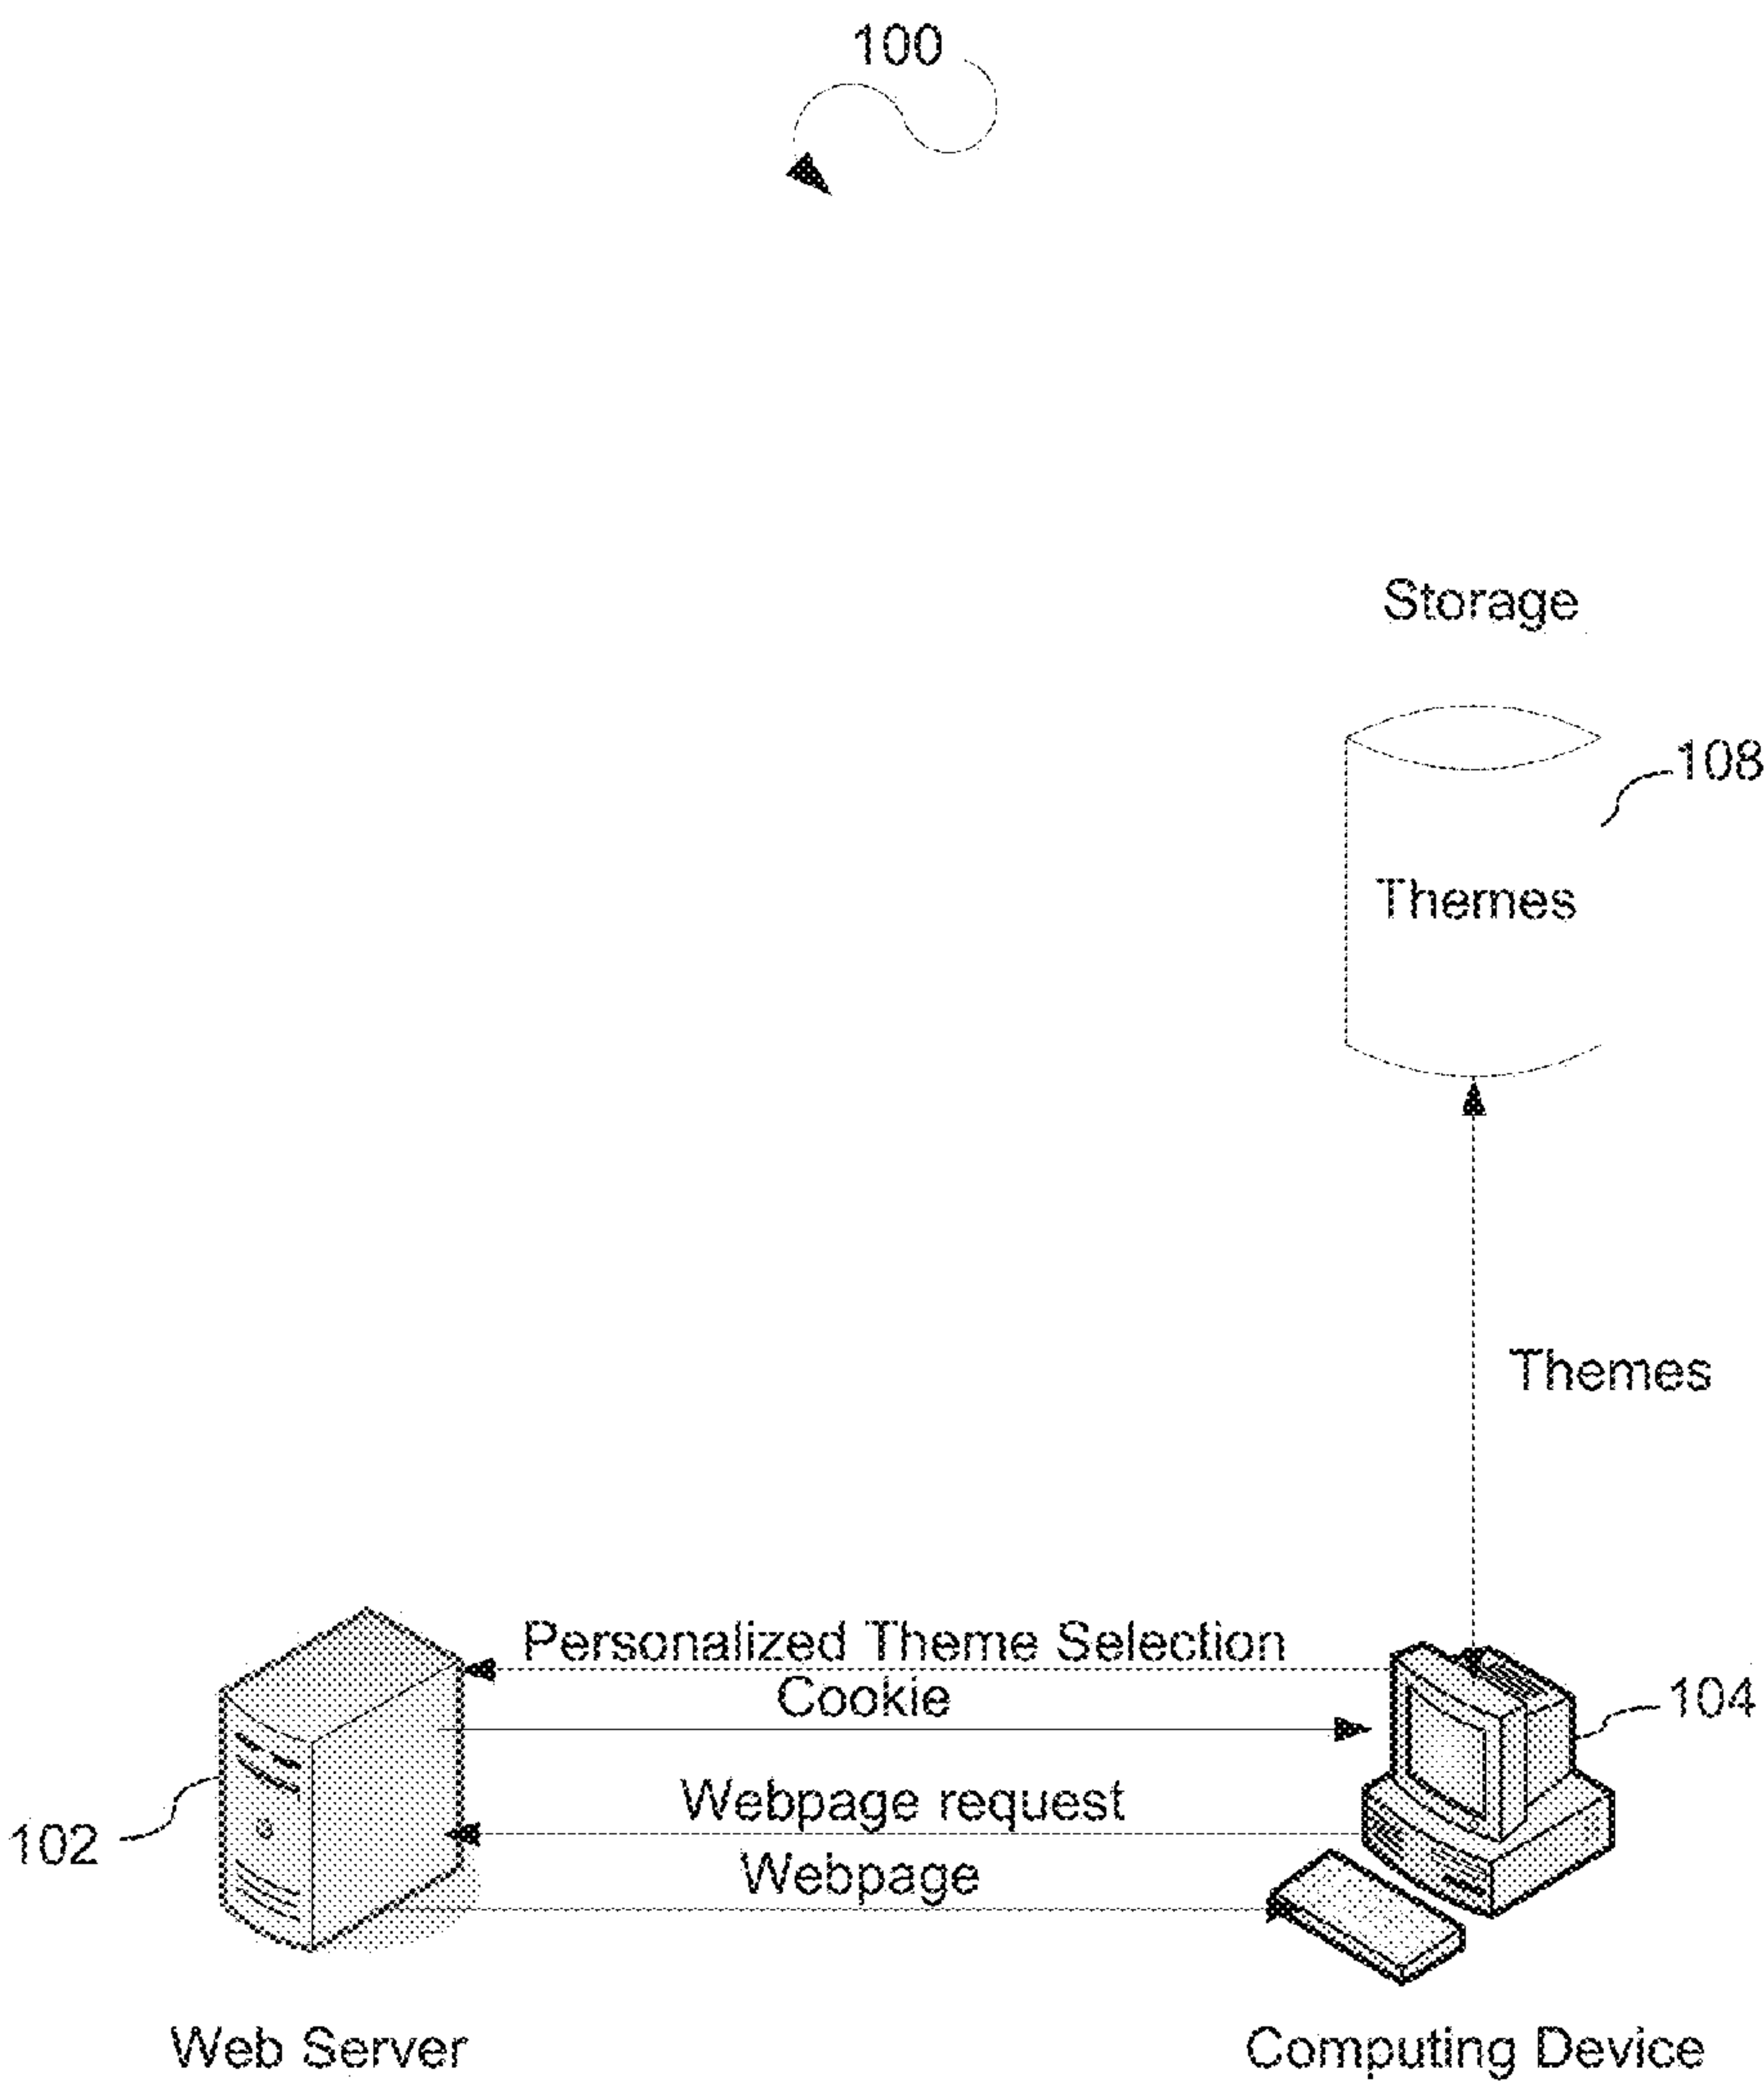 100
Storage
108
Themes
Themes
Personalized Theme Selection
Cookie
104
Webpage request
102
Webpage
Web Server
Computing Device